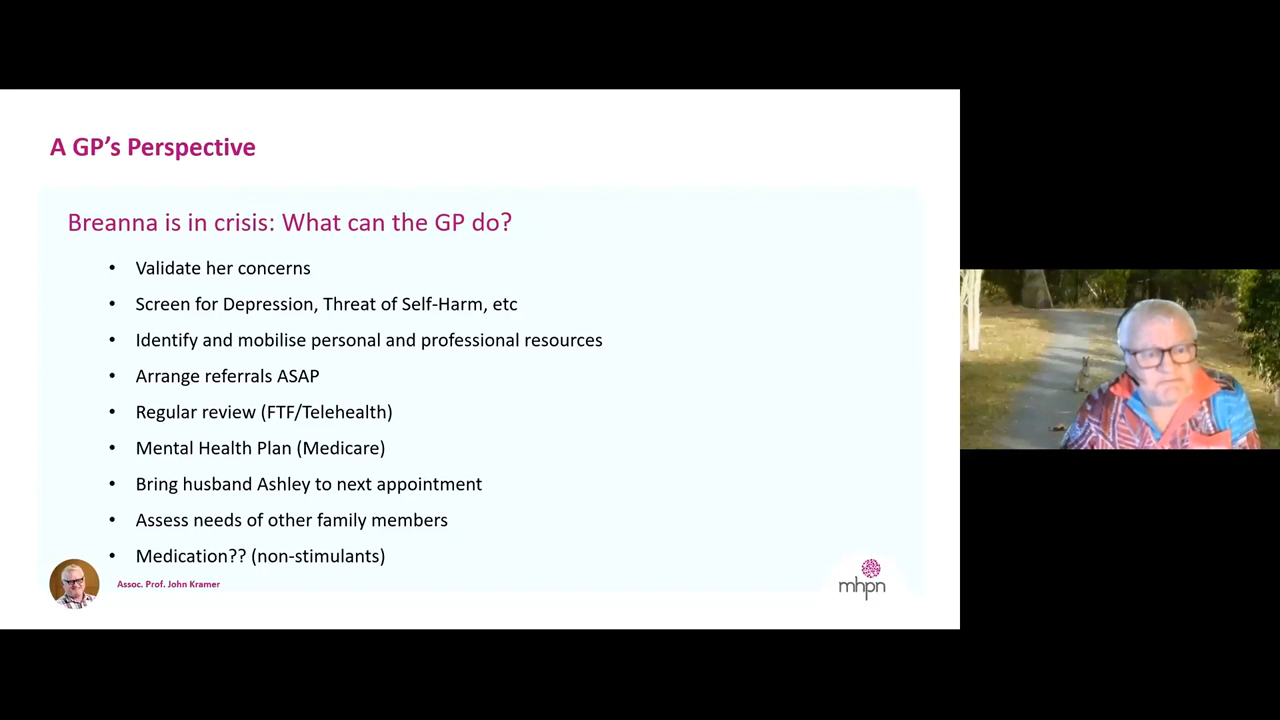 A GP's Perspective
Breanna is in crisis: What can the GP do?
• Validate her concerns
• Screen for Depression, Threat of Self-Harm, etc
• Identify and mobilise personal and professional resources
• Arrange referrals ASAP
• Regular review (FTF/Telehealth)
• Mental Health Plan (Medicare)
• Bring husband Ashley to next appointment
• Assess needs of other family members
• Medication?? (non-stimulants)
Assoc. Prof. John Kramer
mhpn